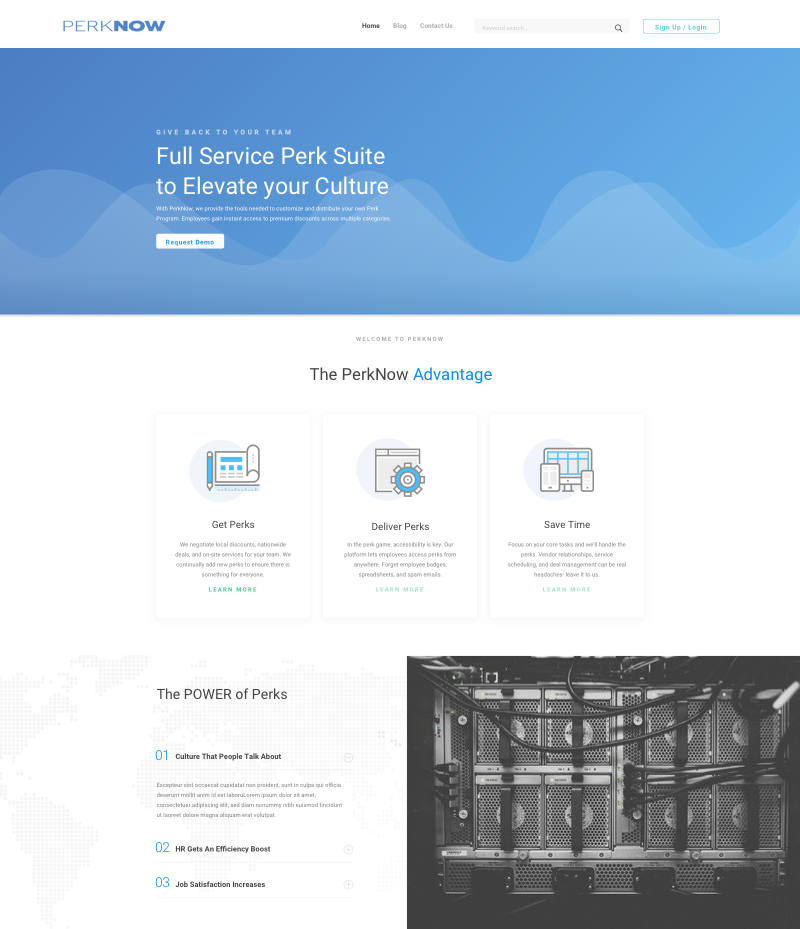 PERKNOW
Home Blog Contact Us Keyword search... Sign Up / Login
GIVE BACK TO YOUR TEAM
Full Service Perk Suite
to Elevate your Culture
With PerkNow, we provide the tools needed to customize and distribute your own Perk
Program. Employees gain instant access to premium discounts across multiple categories.
Request Demo
WELCOME TO PERKNOW
The PerkNow Advantage
Get Perks
We negotiate local discounts, nationwide
deals, and on-site services for your team. We
continually add new perks to ensure there is
something for everyone.
LEARN MORE
Deliver Perks
In the perk game, accessibility is key. Our
platform lets employees access perks from
anywhere. Forget employee badges,
spreadsheets, and spam emails.
LEARN MORE
Save Time
Focus on your core tasks and we'll handle the
perks. Vendor relationships, service
scheduling, and deal management can be real
headaches- leave it to us.
LEARN MORE
The POWER of Perks
01 Culture That People Talk About
Excepteur sint occaecat cupidatat non proident, sunt in culpa qui officia
deserunt mollit anim id est laboruLorem ipsum dolor sit amet,
consectetuer adipiscing elit, sed diam nonummy nibh euismod tincidunt
ut laoreet dolore magna aliquam erat volutpat.
02 HR Gets An Efficiency Boost
03 Job Satisfaction Increases